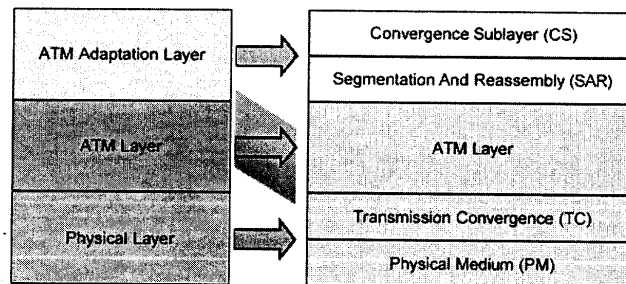 ATM Adaptation Layer
ATM Layer
Physical Layer
Convergence Sublayer (CS)
Segmentation And Reassembly (SAR)
ATM Layer
Transmission Convergence (TC)
Physical Medium (PM)